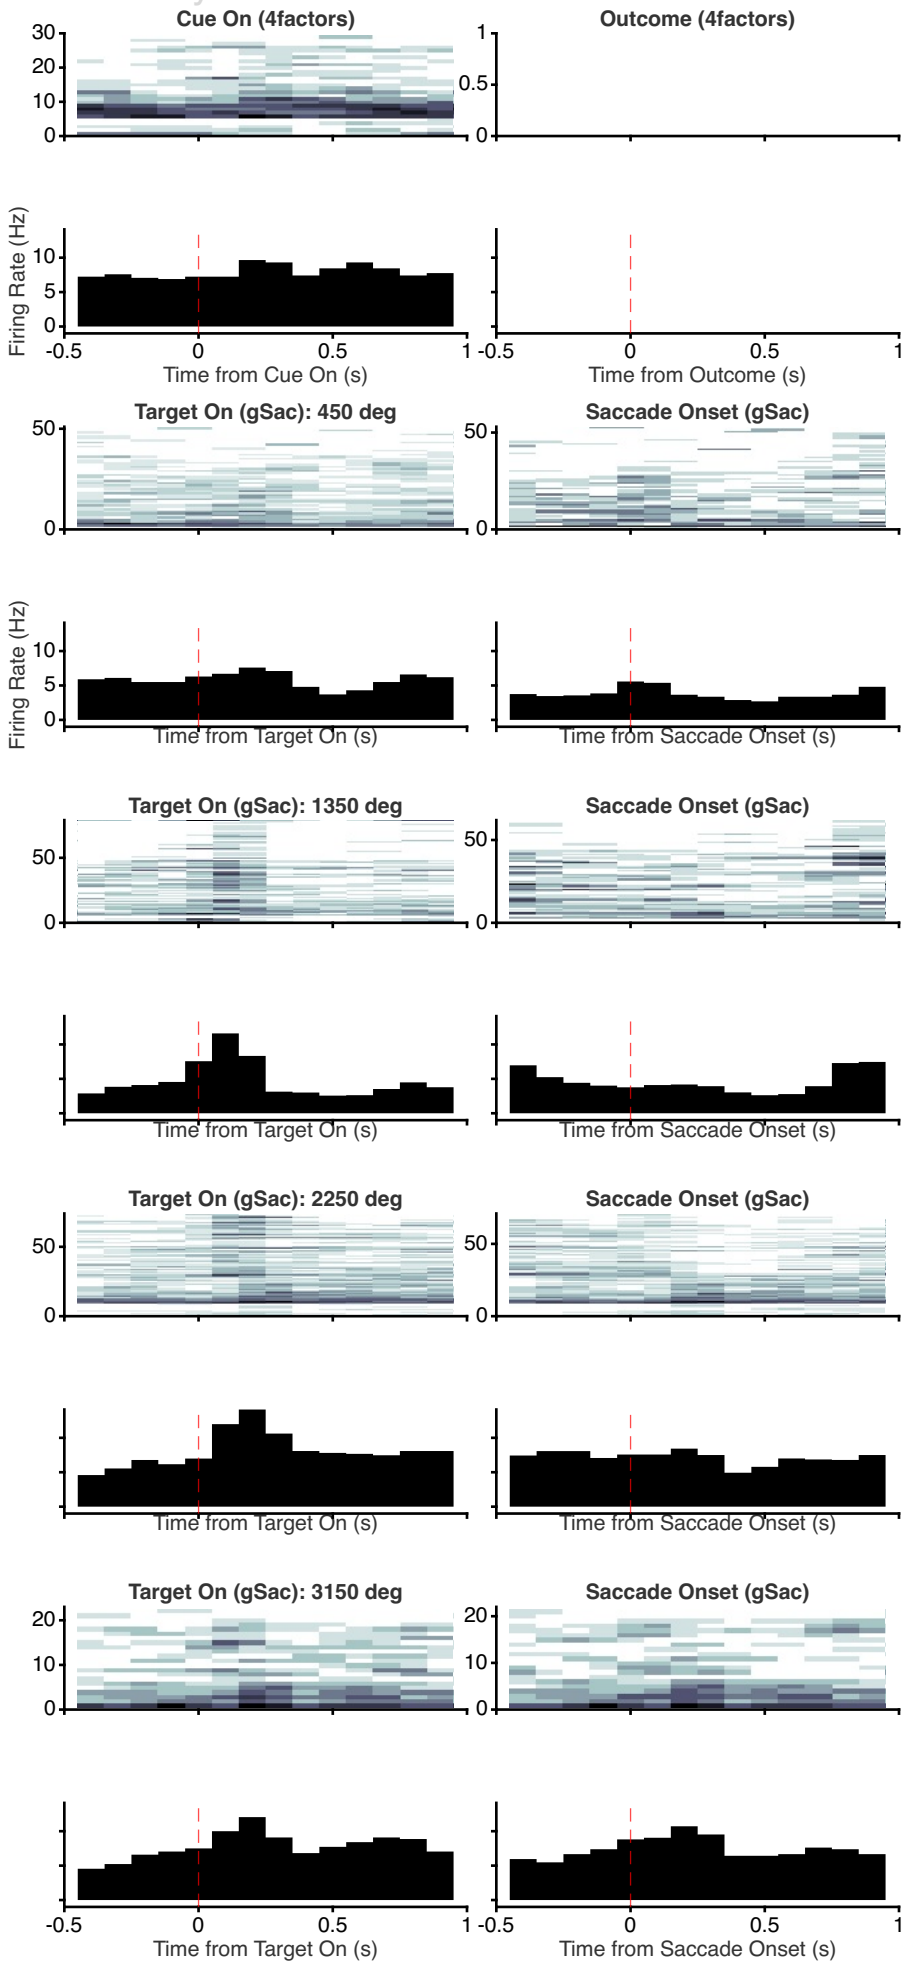 Cue On (4factors) Outcome (4factors)
30 1
20
0.5
10
0 0
Firing Rate (Hz)
10
5
0
-0.5 0 0.5 1 -0.5 0 0.5 1
Time from Cue On (s) Time from Outcome (s)
Target On (gSac): 450 deg Saccade Onset (gSac)
50 50
0 0
Firing Rate (Hz)
10
5
0
Time from Target On (s) Time from Saccade Onset (s)
Target On (gSac): 1350 deg Saccade Onset (gSac)
50 50
0 0
Time from Target On (s) Time from Saccade Onset (s)
Target On (gSac): 2250 deg Saccade Onset (gSac)
50 50
0 0
Time from Target On (s) Time from Saccade Onset (s)
Target On (gSac): 3150 deg Saccade Onset (gSac)
20 20
10 10
0 0
-0.5 0 0.5 1 -0.5 0 0.5 1
Time from Target On (s) Time from Saccade Onset (s)